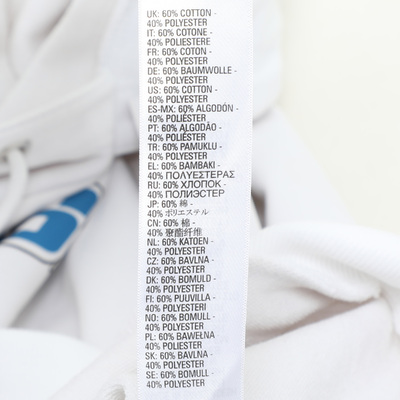 UK: 60% COTTON -
40% POLYESTER
IT: 60% COTONE -
40% POLIESTERE
FR: 60% COTON -
40% POLYESTER
DE: 60% BAUMWOLLE -
40% POLYESTER
US: 60% COTTON -
40% POLYESTER
ES-MX: 60% ALGODÓN -
40% POLIÉSTER
PT: 60% ALGODÃO -
40% POLIÉSTER
TR: 60% PAMUKLU -
40% POLYESTER
EL: 60% BAMBAKI -
40% ΠΟΛΥΕΣΤΕΡΑΣ
RU: 60% ХЛОПОК -
40% ПОЛИЭСТЕР
JP: 60% 綿 -
40% ポリエステル
CN: 60% 棉 -
40% 聚酯纤维
NL: 60% KATOEN -
40% POLYESTER
CZ: 60% BAVLNA -
40% POLYESTER
DK: 60% BOMULD -
40% POLYESTER
FI: 60% PUUVILLA -
40% POLYESTERI
NO: 60% BOMULL -
40% POLYESTER
PL: 60% BAWEŁNA -
40% POLIESTER
SK: 60% BAVLNA -
40% POLYESTER
SE: 60% BOMULL -
40% POLYESTER